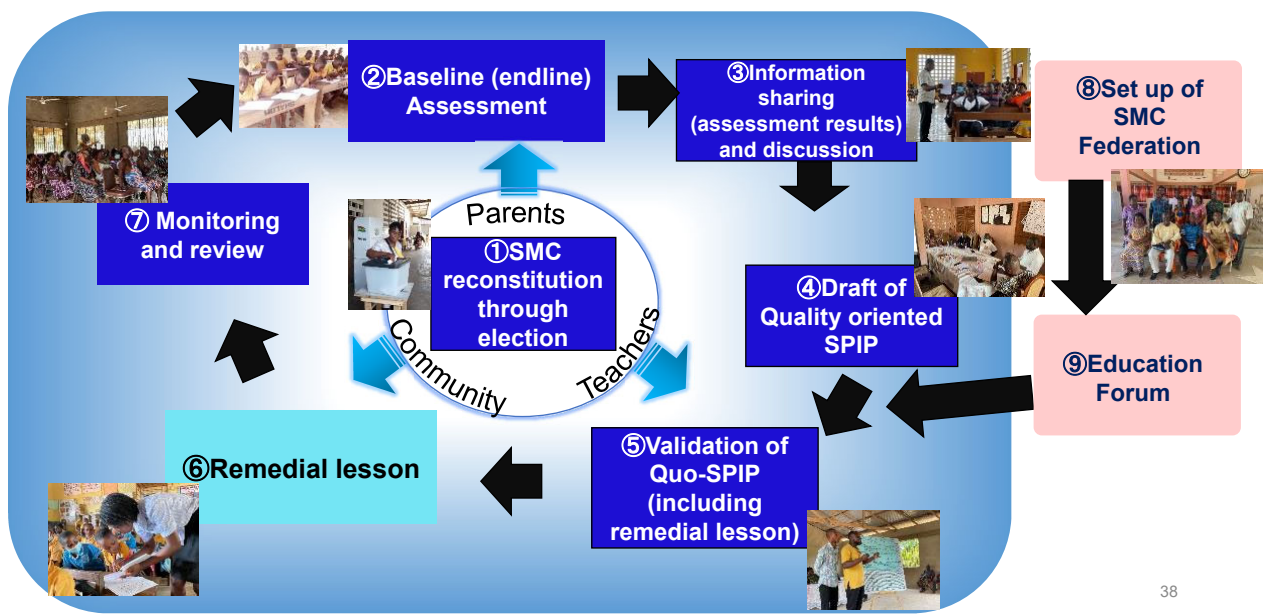 ②Baseline (endline)
Assessment
③Information
sharing
(assessment results)
and discussion
⑧Set up of
SMC
Federation
⑦ Monitoring
and review
Parents
①SMC
reconstitution
through
election
Community
Teachers
④Draft of
Quality oriented
SPIP
⑨Education
Forum
⑥Remedial lesson
⑤Validation of
Quo-SPIP
(including
remedial lesson)
38